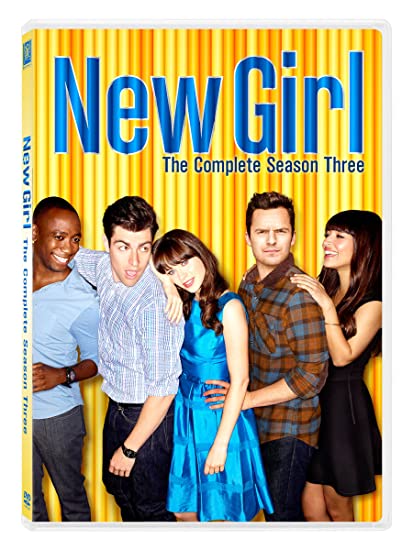 New Girl
The Complete Season Three
New Girl The Complete Season Three